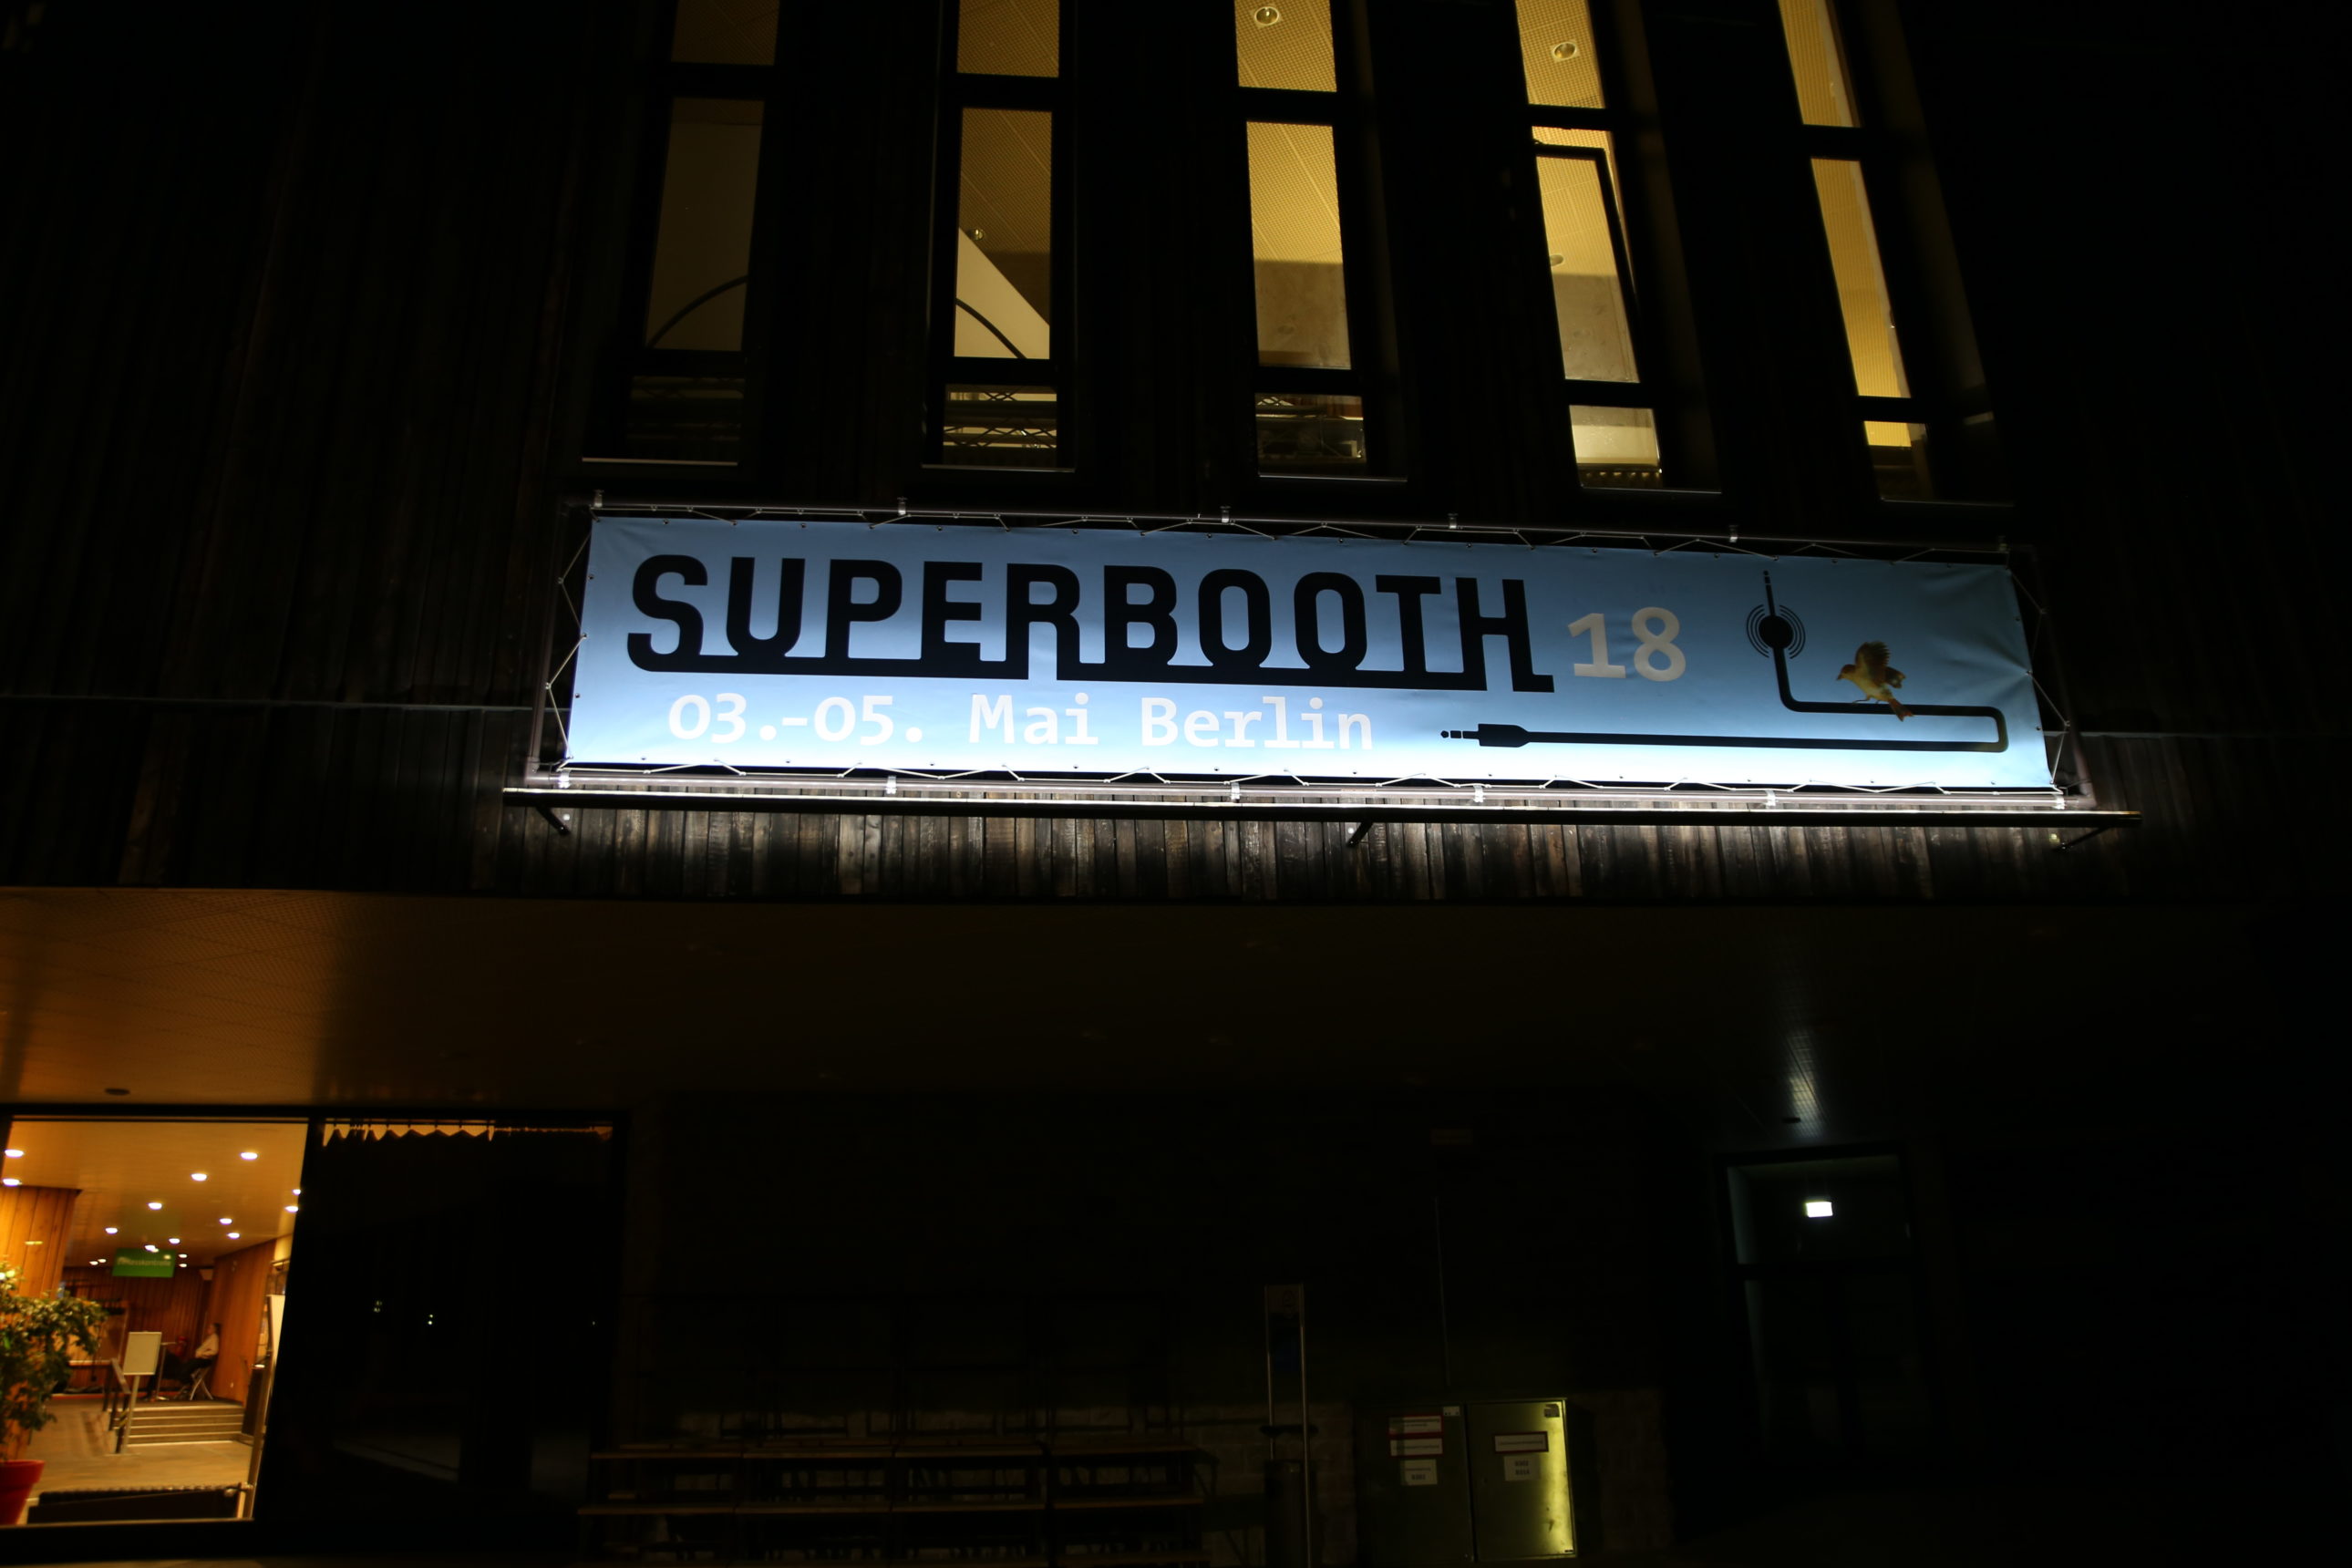 SUPERBOOTH 18
03.-05. Mai Berlin